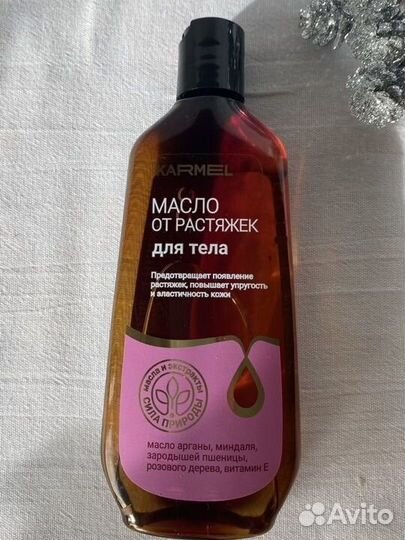 KARMEL
МАСЛО
ОТ РАСТЯЖЕК
для тела
Предотвращает появление
растяжек, повышает упругость
и эластичность кожи
масла и экстракты
СИЛА ПРИРОДЫ
масло арганы, миндаля,
зародышей пшеницы,
розового дерева, витамин Е
Avito